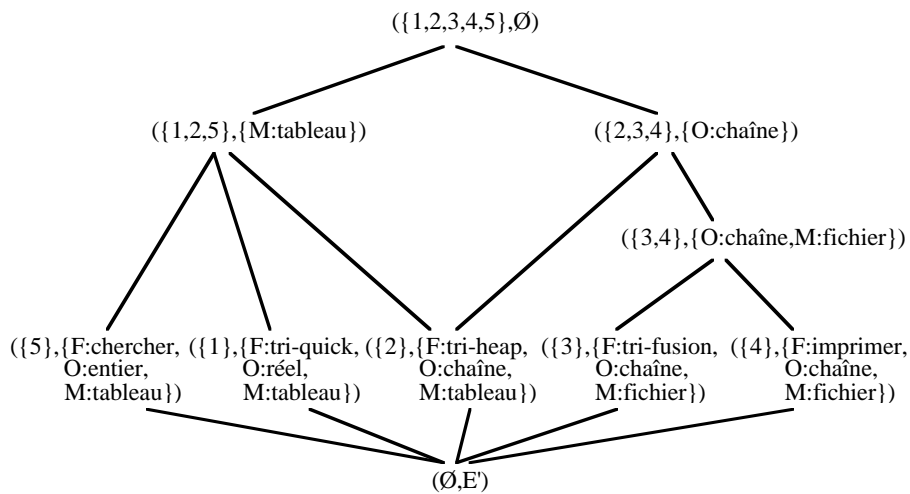 ({1,2,3,4,5},Ø)
({1,2,5},{M:tableau})
({2,3,4},{O:chaîne})
({3,4},{O:chaîne,M:fichier})
({5},{F:chercher,
O:entier,
M:tableau})
({1},{F:tri-quick,
O:réel,
M:tableau})
({2},{F:tri-heap,
O:chaîne,
M:tableau})
({3},{F:tri-fusion,
O:chaîne,
M:fichier})
({4},{F:imprimer,
O:chaîne,
M:fichier})
(Ø,E')